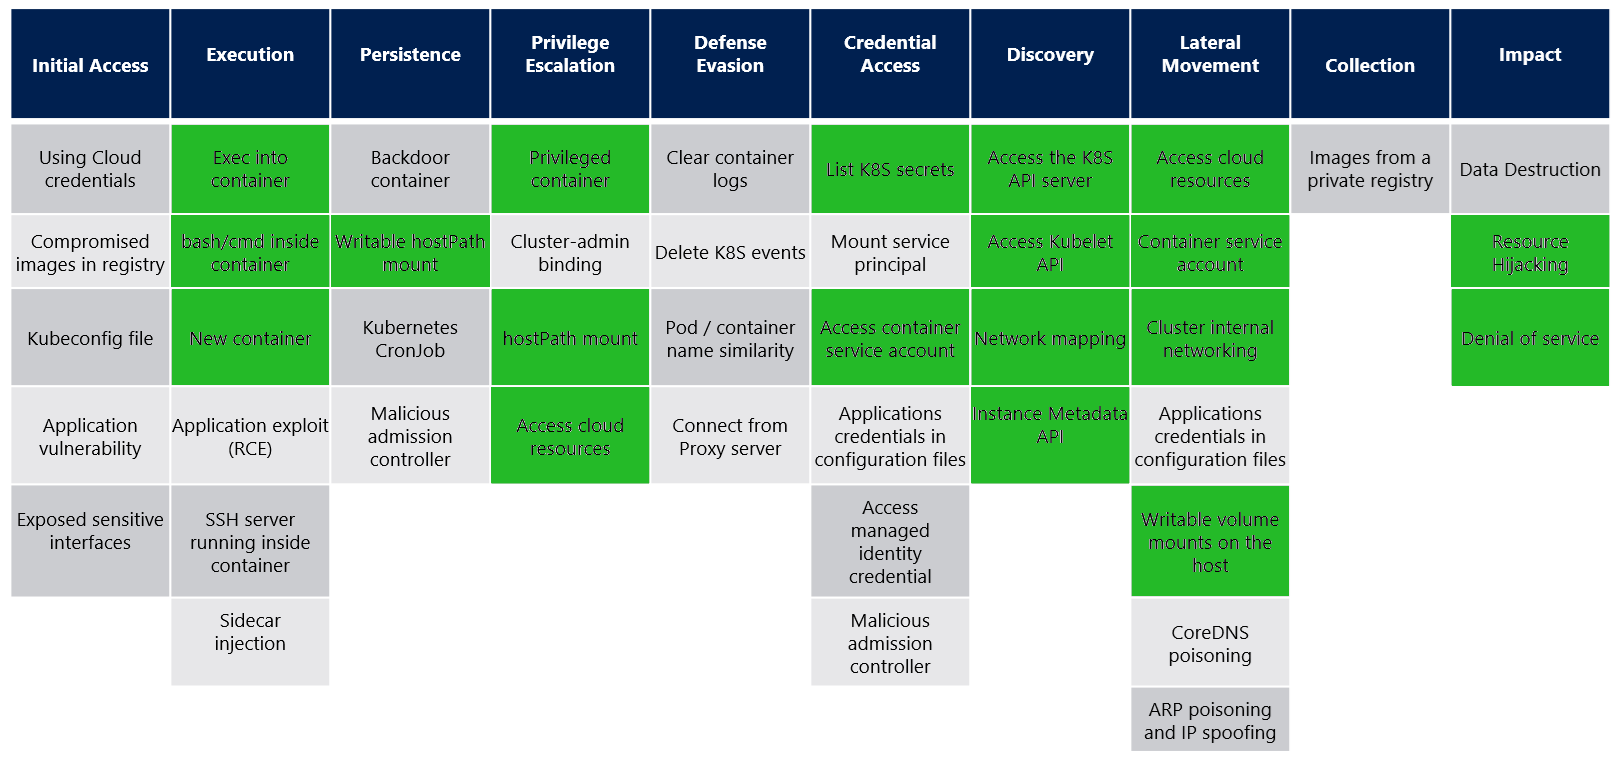 Initial Access
Execution
Persistence
Privilege
Escalation
Defense
Evasion
Credential
Access
Discovery
Lateral
Movement
Collection
Impact
Using Cloud
credentials
Exec into
container
Backdoor
container
Privileged
container
Clear container
logs
List K8S secrets
Access the K8S
API server
Access cloud
resources
Images from a
private registry
Data Destruction
Compromised
images in registry
bash/cmd inside
container
Writable hostPath
mount
Cluster-admin
binding
Delete K8S events
Mount service
principal
Access Kubelet
API
Container service
account
Resource
Hijacking
Kubeconfig file
New container
Kubernetes
CronJob
hostPath mount
Pod / container
name similarity
Access container
service account
Network mapping
Cluster internal
networking
Denial of service
Application
vulnerability
Application exploit
(RCE)
Malicious
admission
controller
Access cloud
resources
Connect from
Proxy server
Applications
credentials in
configuration files
Instance Metadata
API
Applications
credentials in
configuration files
Exposed sensitive
interfaces
SSH server
running inside
container
Access
managed
identity
credential
Writable volume
mounts on the
host
Sidecar
injection
Malicious
admission
controller
CoreDNS
poisoning
ARP poisoning
and IP spoofing